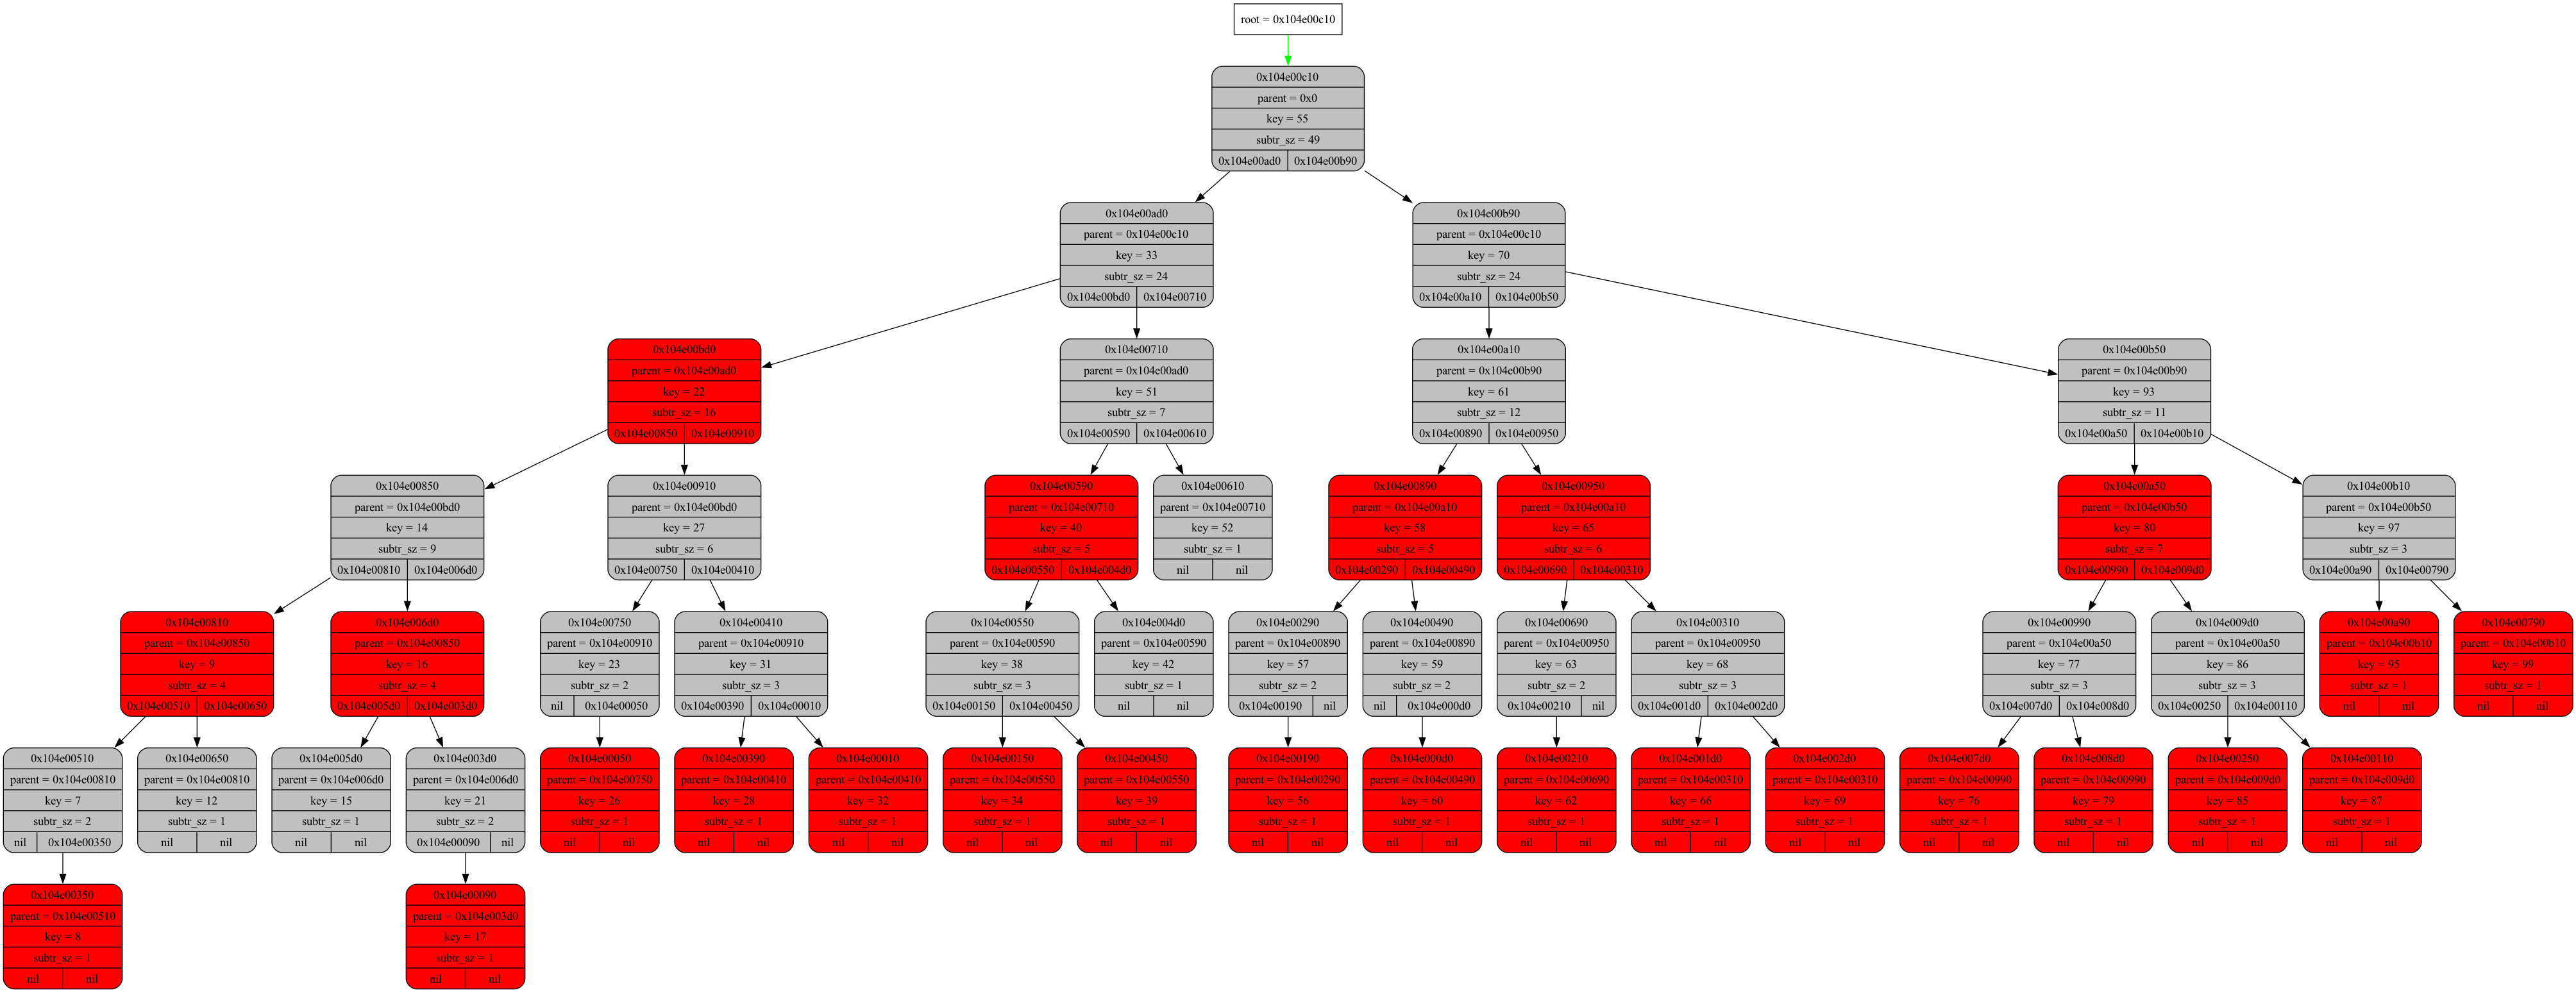 root = 0x104e00c10
0x104e00c10
parent = 0x0
key = 55
subtr_sz = 49
0x104e00ad0 0x104e00b90
0x104e00ad0
parent = 0x104e00c10
key = 33
subtr_sz = 24
0x104e00bd0 0x104e00710
0x104e00b90
parent = 0x104e00c10
key = 70
subtr_sz = 24
0x104e00a10 0x104e00b50
0x104e00bd0
parent = 0x104e00ad0
key = 22
subtr_sz = 16
0x104e00850 0x104e00910
0x104e00710
parent = 0x104e00ad0
key = 51
subtr_sz = 7
0x104e00590 0x104e00610
0x104e00a10
parent = 0x104e00b90
key = 61
subtr_sz = 12
0x104e00890 0x104e00950
0x104e00b50
parent = 0x104e00b90
key = 93
subtr_sz = 11
0x104e00a50 0x104e00b10
0x104e00850
parent = 0x104e00bd0
key = 14
subtr_sz = 9
0x104e00810 0x104e006d0
0x104e00910
parent = 0x104e00bd0
key = 27
subtr_sz = 6
0x104e00750 0x104e00410
0x104e00590
parent = 0x104e00710
key = 40
subtr_sz = 5
0x104e00550 0x104e004d0
0x104e00610
parent = 0x104e00710
key = 52
subtr_sz = 1
nil nil
0x104e00890
parent = 0x104e00a10
key = 58
subtr_sz = 5
0x104e00290 0x104e00490
0x104e00950
parent = 0x104e00a10
key = 65
subtr_sz = 6
0x104e00690 0x104e00310
0x104e00a50
parent = 0x104e00b50
key = 80
subtr_sz = 7
0x104e00990 0x104e009d0
0x104e00b10
parent = 0x104e00b50
key = 97
subtr_sz = 3
0x104e00a90 0x104e00790
0x104e00810
parent = 0x104e00850
key = 9
subtr_sz = 4
0x104e00510 0x104e00650
0x104e006d0
parent = 0x104e00850
key = 16
subtr_sz = 4
0x104e005d0 0x104e003d0
0x104e00750
parent = 0x104e00910
key = 23
subtr_sz = 2
nil 0x104e00050
0x104e00410
parent = 0x104e00910
key = 31
subtr_sz = 3
0x104e00390 0x104e00010
0x104e00550
parent = 0x104e00590
key = 38
subtr_sz = 3
0x104e00150 0x104e00450
0x104e004d0
parent = 0x104e00590
key = 42
subtr_sz = 1
nil nil
0x104e00290
parent = 0x104e00890
key = 57
subtr_sz = 2
0x104e00190 nil
0x104e00490
parent = 0x104e00890
key = 59
subtr_sz = 2
nil 0x104e000d0
0x104e00690
parent = 0x104e00950
key = 63
subtr_sz = 2
0x104e00210 nil
0x104e00310
parent = 0x104e00950
key = 68
subtr_sz = 3
0x104e001d0 0x104e002d0
0x104e00990
parent = 0x104e00a50
key = 77
subtr_sz = 3
0x104e007d0 0x104e008d0
0x104e009d0
parent = 0x104e00a50
key = 86
subtr_sz = 3
0x104e00250 0x104e00110
0x104e00a90
parent = 0x104e00b10
key = 95
subtr_sz = 1
nil nil
0x104e00790
parent = 0x104e00b10
key = 99
subtr_sz = 1
nil nil
0x104e00510
parent = 0x104e00810
key = 7
subtr_sz = 2
nil 0x104e00350
0x104e00650
parent = 0x104e00810
key = 12
subtr_sz = 1
nil nil
0x104e005d0
parent = 0x104e006d0
key = 15
subtr_sz = 1
nil nil
0x104e003d0
parent = 0x104e006d0
key = 21
subtr_sz = 2
0x104e00090 nil
0x104e00050
parent = 0x104e00750
key = 26
subtr_sz = 1
nil nil
0x104e00390
parent = 0x104e00410
key = 28
subtr_sz = 1
nil nil
0x104e00010
parent = 0x104e00410
key = 32
subtr_sz = 1
nil nil
0x104e00150
parent = 0x104e00550
key = 34
subtr_sz = 1
nil nil
0x104e00450
parent = 0x104e00550
key = 39
subtr_sz = 1
nil nil
0x104e00190
parent = 0x104e00290
key = 56
subtr_sz = 1
nil nil
0x104e000d0
parent = 0x104e00490
key = 60
subtr_sz = 1
nil nil
0x104e00210
parent = 0x104e00690
key = 62
subtr_sz = 1
nil nil
0x104e001d0
parent = 0x104e00310
key = 66
subtr_sz = 1
nil nil
0x104e002d0
parent = 0x104e00310
key = 69
subtr_sz = 1
nil nil
0x104e007d0
parent = 0x104e00990
key = 76
subtr_sz = 1
nil nil
0x104e008d0
parent = 0x104e00990
key = 79
subtr_sz = 1
nil nil
0x104e00250
parent = 0x104e009d0
key = 85
subtr_sz = 1
nil nil
0x104e00110
parent = 0x104e009d0
key = 87
subtr_sz = 1
nil nil
0x104e00350
parent = 0x104e00510
key = 8
subtr_sz = 1
nil nil
0x104e00090
parent = 0x104e003d0
key = 17
subtr_sz = 1
nil nil